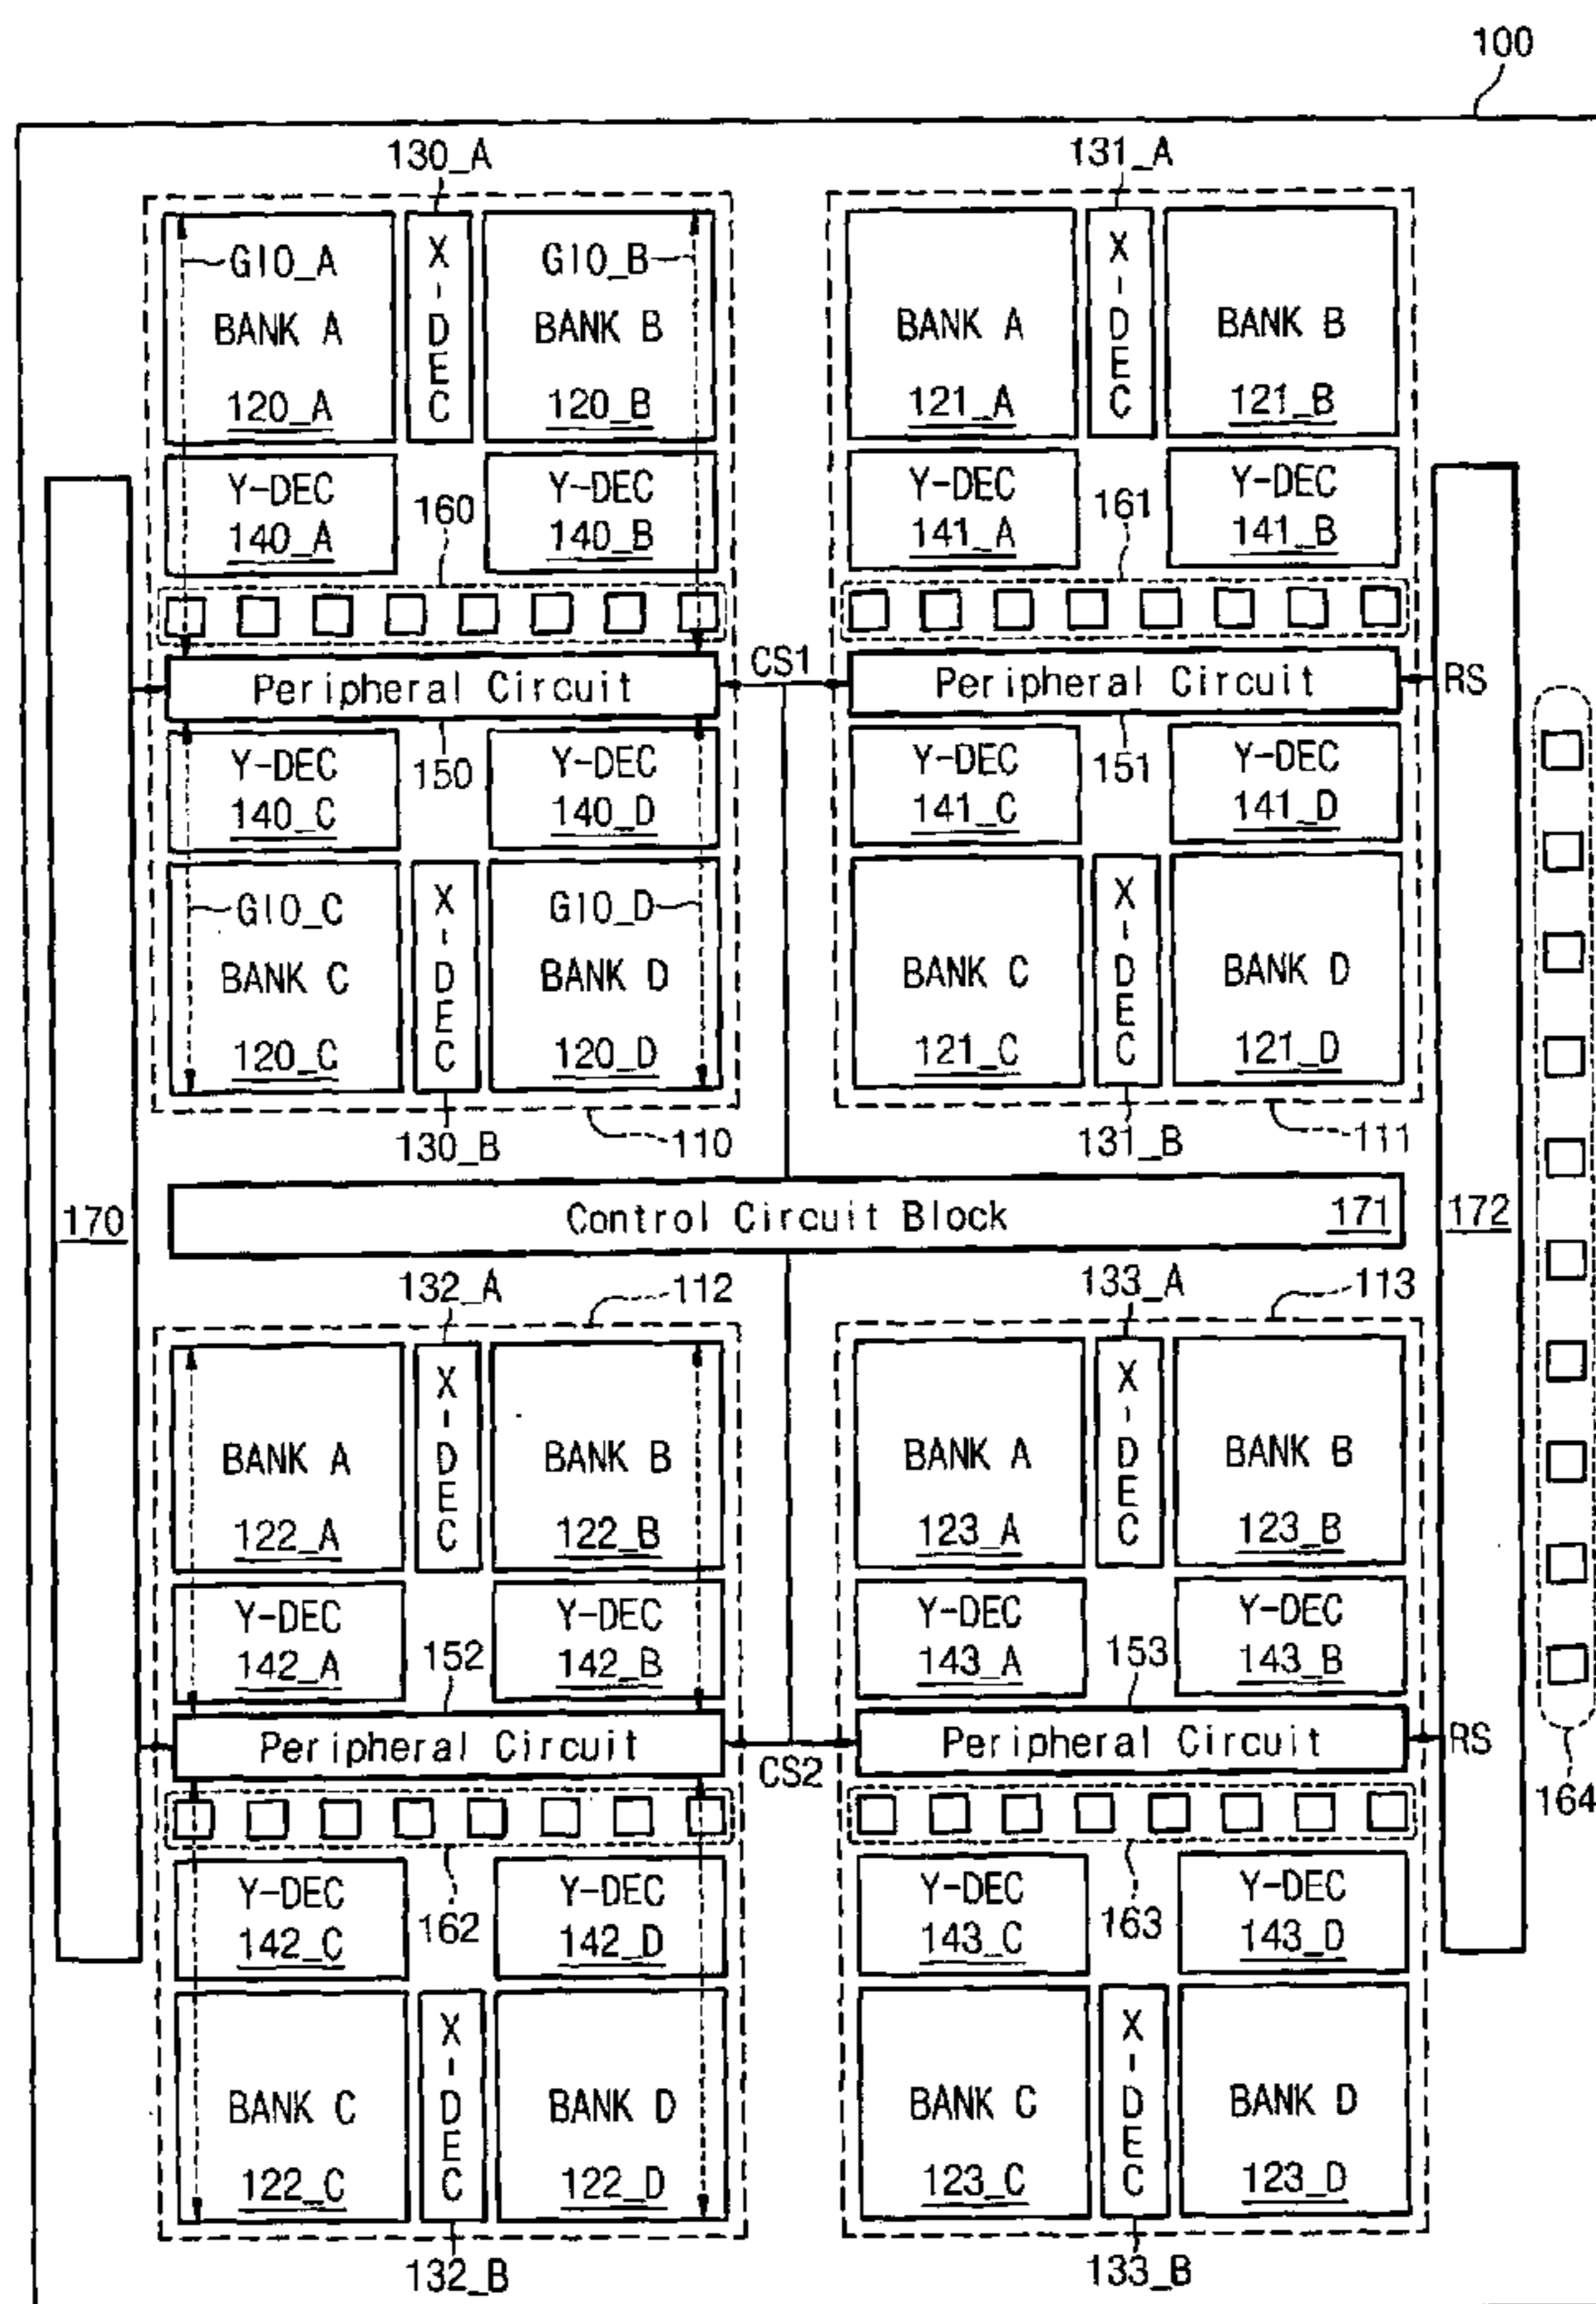 100
130_A
131_A
GIO_A
BANK A
120_A
X-DEC
GIO_B
BANK B
120_B
BANK A
121_A
X-DEC
BANK B
121_B
Y-DEC
140_A
160
Y-DEC
140_B
Y-DEC
141_A
161
Y-DEC
141_B
Peripheral Circuit
CS1
Peripheral Circuit
RS
Y-DEC
140_C
150
Y-DEC
140_D
Y-DEC
141_C
151
Y-DEC
141_D
GIO_C
BANK C
120_C
X-DEC
GIO_D
BANK D
120_D
BANK C
121_C
X-DEC
BANK D
121_D
130_B
110
131_B
111
170
Control Circuit Block
171
172
132_A
112
133_A
113
BANK A
122_A
X-DEC
BANK B
122_B
BANK A
123_A
X-DEC
BANK B
123_B
Y-DEC
142_A
152
Y-DEC
142_B
Y-DEC
143_A
153
Y-DEC
143_B
Peripheral Circuit
CS2
Peripheral Circuit
RS
164
Y-DEC
142_C
162
Y-DEC
142_D
Y-DEC
143_C
163
Y-DEC
143_D
BANK C
122_C
X-DEC
BANK D
122_D
BANK C
123_C
X-DEC
BANK D
123_D
132_B
133_B